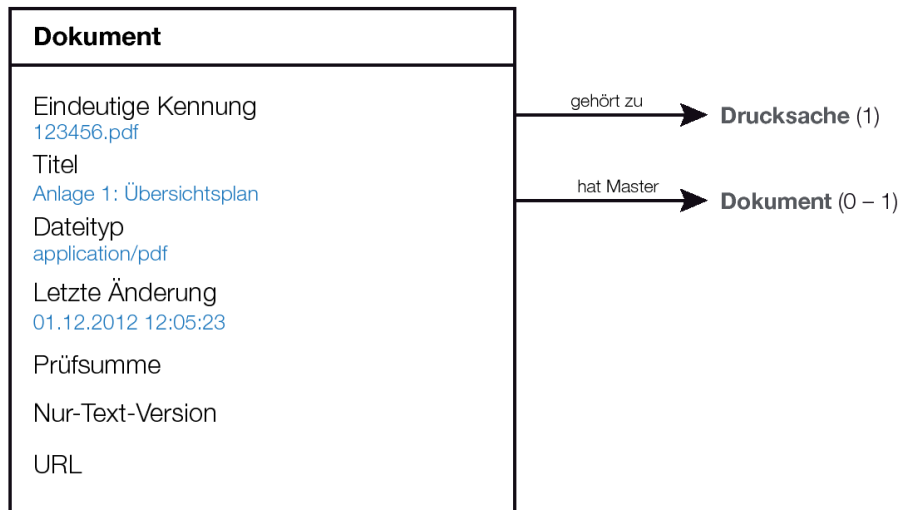 Dokument
Eindeutige Kennung
123456.pdf
Titel
Anlage 1: Übersichtsplan
Dateityp
application/pdf
Letzte Änderung
01.12.2012 12:05:23
Prüfsumme
Nur-Text-Version
URL
gehört zu
Drucksache (1)
hat Master
Dokument (0 – 1)